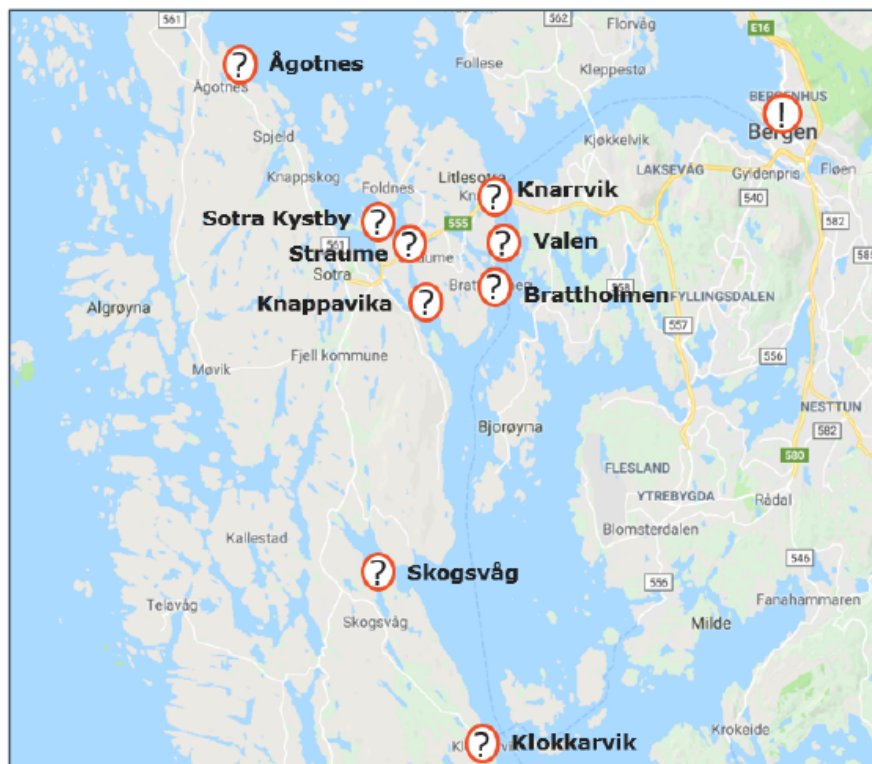 561
562
Florvåg
E16
?
Ågotnes
Follese
Kleppestø
Ågotnes
BERGENHUS
!
Bergen
Spjeld
Kjøkkelvik
LAKSEVÅG
Gyldenpris
Fløen
Knappskog
Foldnes
Litlesotra
?
Knarrvik
540
Sotra Kystby
?
555
582
561
Straume
?
?
Valen
585
Sotra
Knappavika
?
?
Brattholmen
558
FYLLINGSDALEN
Algrøyna
557
Fjell kommune
556
Møvik
NESTTUN
Bjorøyna
582
580
FLESLAND
YTREBYGDA
Rådal
Kallestad
Blomsterdalen
546
?
Skogsvåg
556
Fanahammaren
Telavåg
Skogsvåg
Milde
Krokeide
?
Klokkarvik